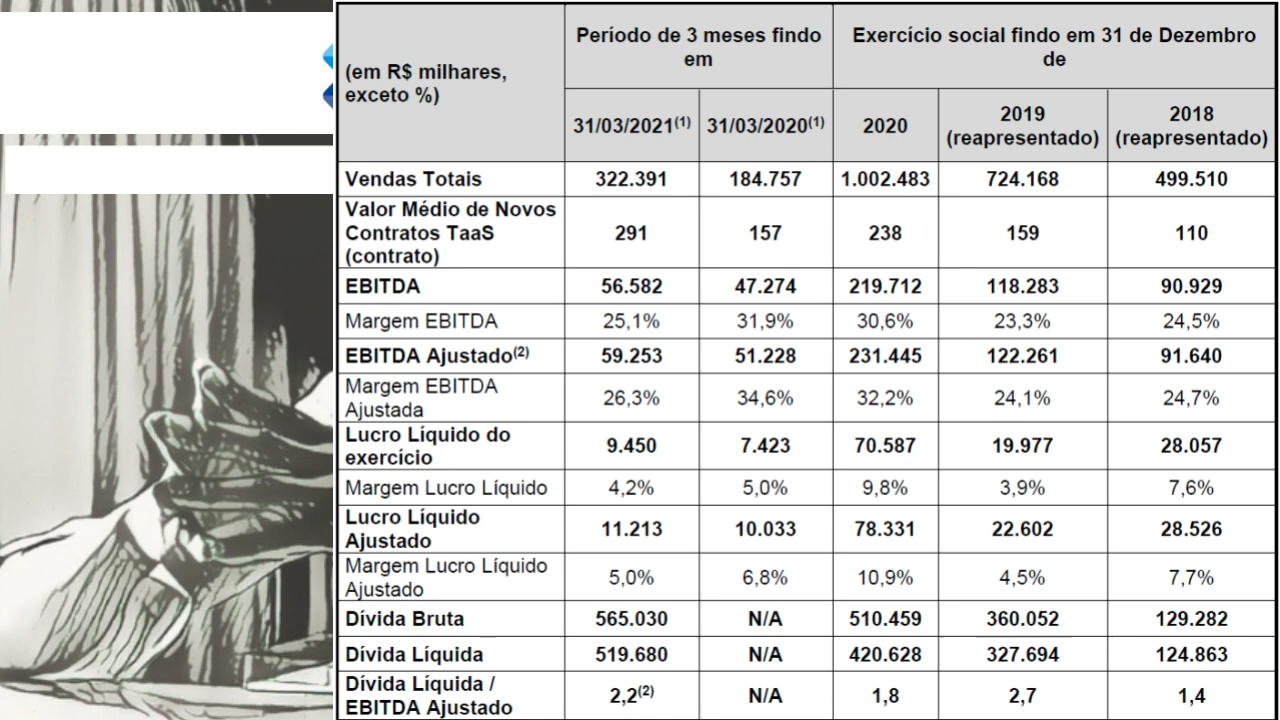 (em R$ milhares,
exceto %)
Período de 3 meses findo
em
Exercício social findo em 31 de Dezembro
de
31/03/2021(1) 31/03/2020(1) 2020 2019
(reapresentado) 2018
(reapresentado)
Vendas Totais 322.391 184.757 1.002.483 724.168 499.510
Valor Médio de Novos
Contratos TaaS
(contrato) 291 157 238 159 110
EBITDA 56.582 47.274 219.712 118.283 90.929
Margem EBITDA 25,1% 31,9% 30,6% 23,3% 24,5%
EBITDA Ajustado(2) 59.253 51.228 231.445 122.261 91.640
Margem EBITDA
Ajustada 26,3% 34,6% 32,2% 24,1% 24,7%
Lucro Líquido do
exercício 9.450 7.423 70.587 19.977 28.057
Margem Lucro Líquido 4,2% 5,0% 9,8% 3,9% 7,6%
Lucro Líquido
Ajustado 11.213 10.033 78.331 22.602 28.526
Margem Lucro Líquido
Ajustado 5,0% 6,8% 10,9% 4,5% 7,7%
Dívida Bruta 565.030 N/A 510.459 360.052 129.282
Dívida Líquida 519.680 N/A 420.628 327.694 124.863
Dívida Líquida /
EBITDA Ajustado 2,2(2) N/A 1,8 2,7 1,4